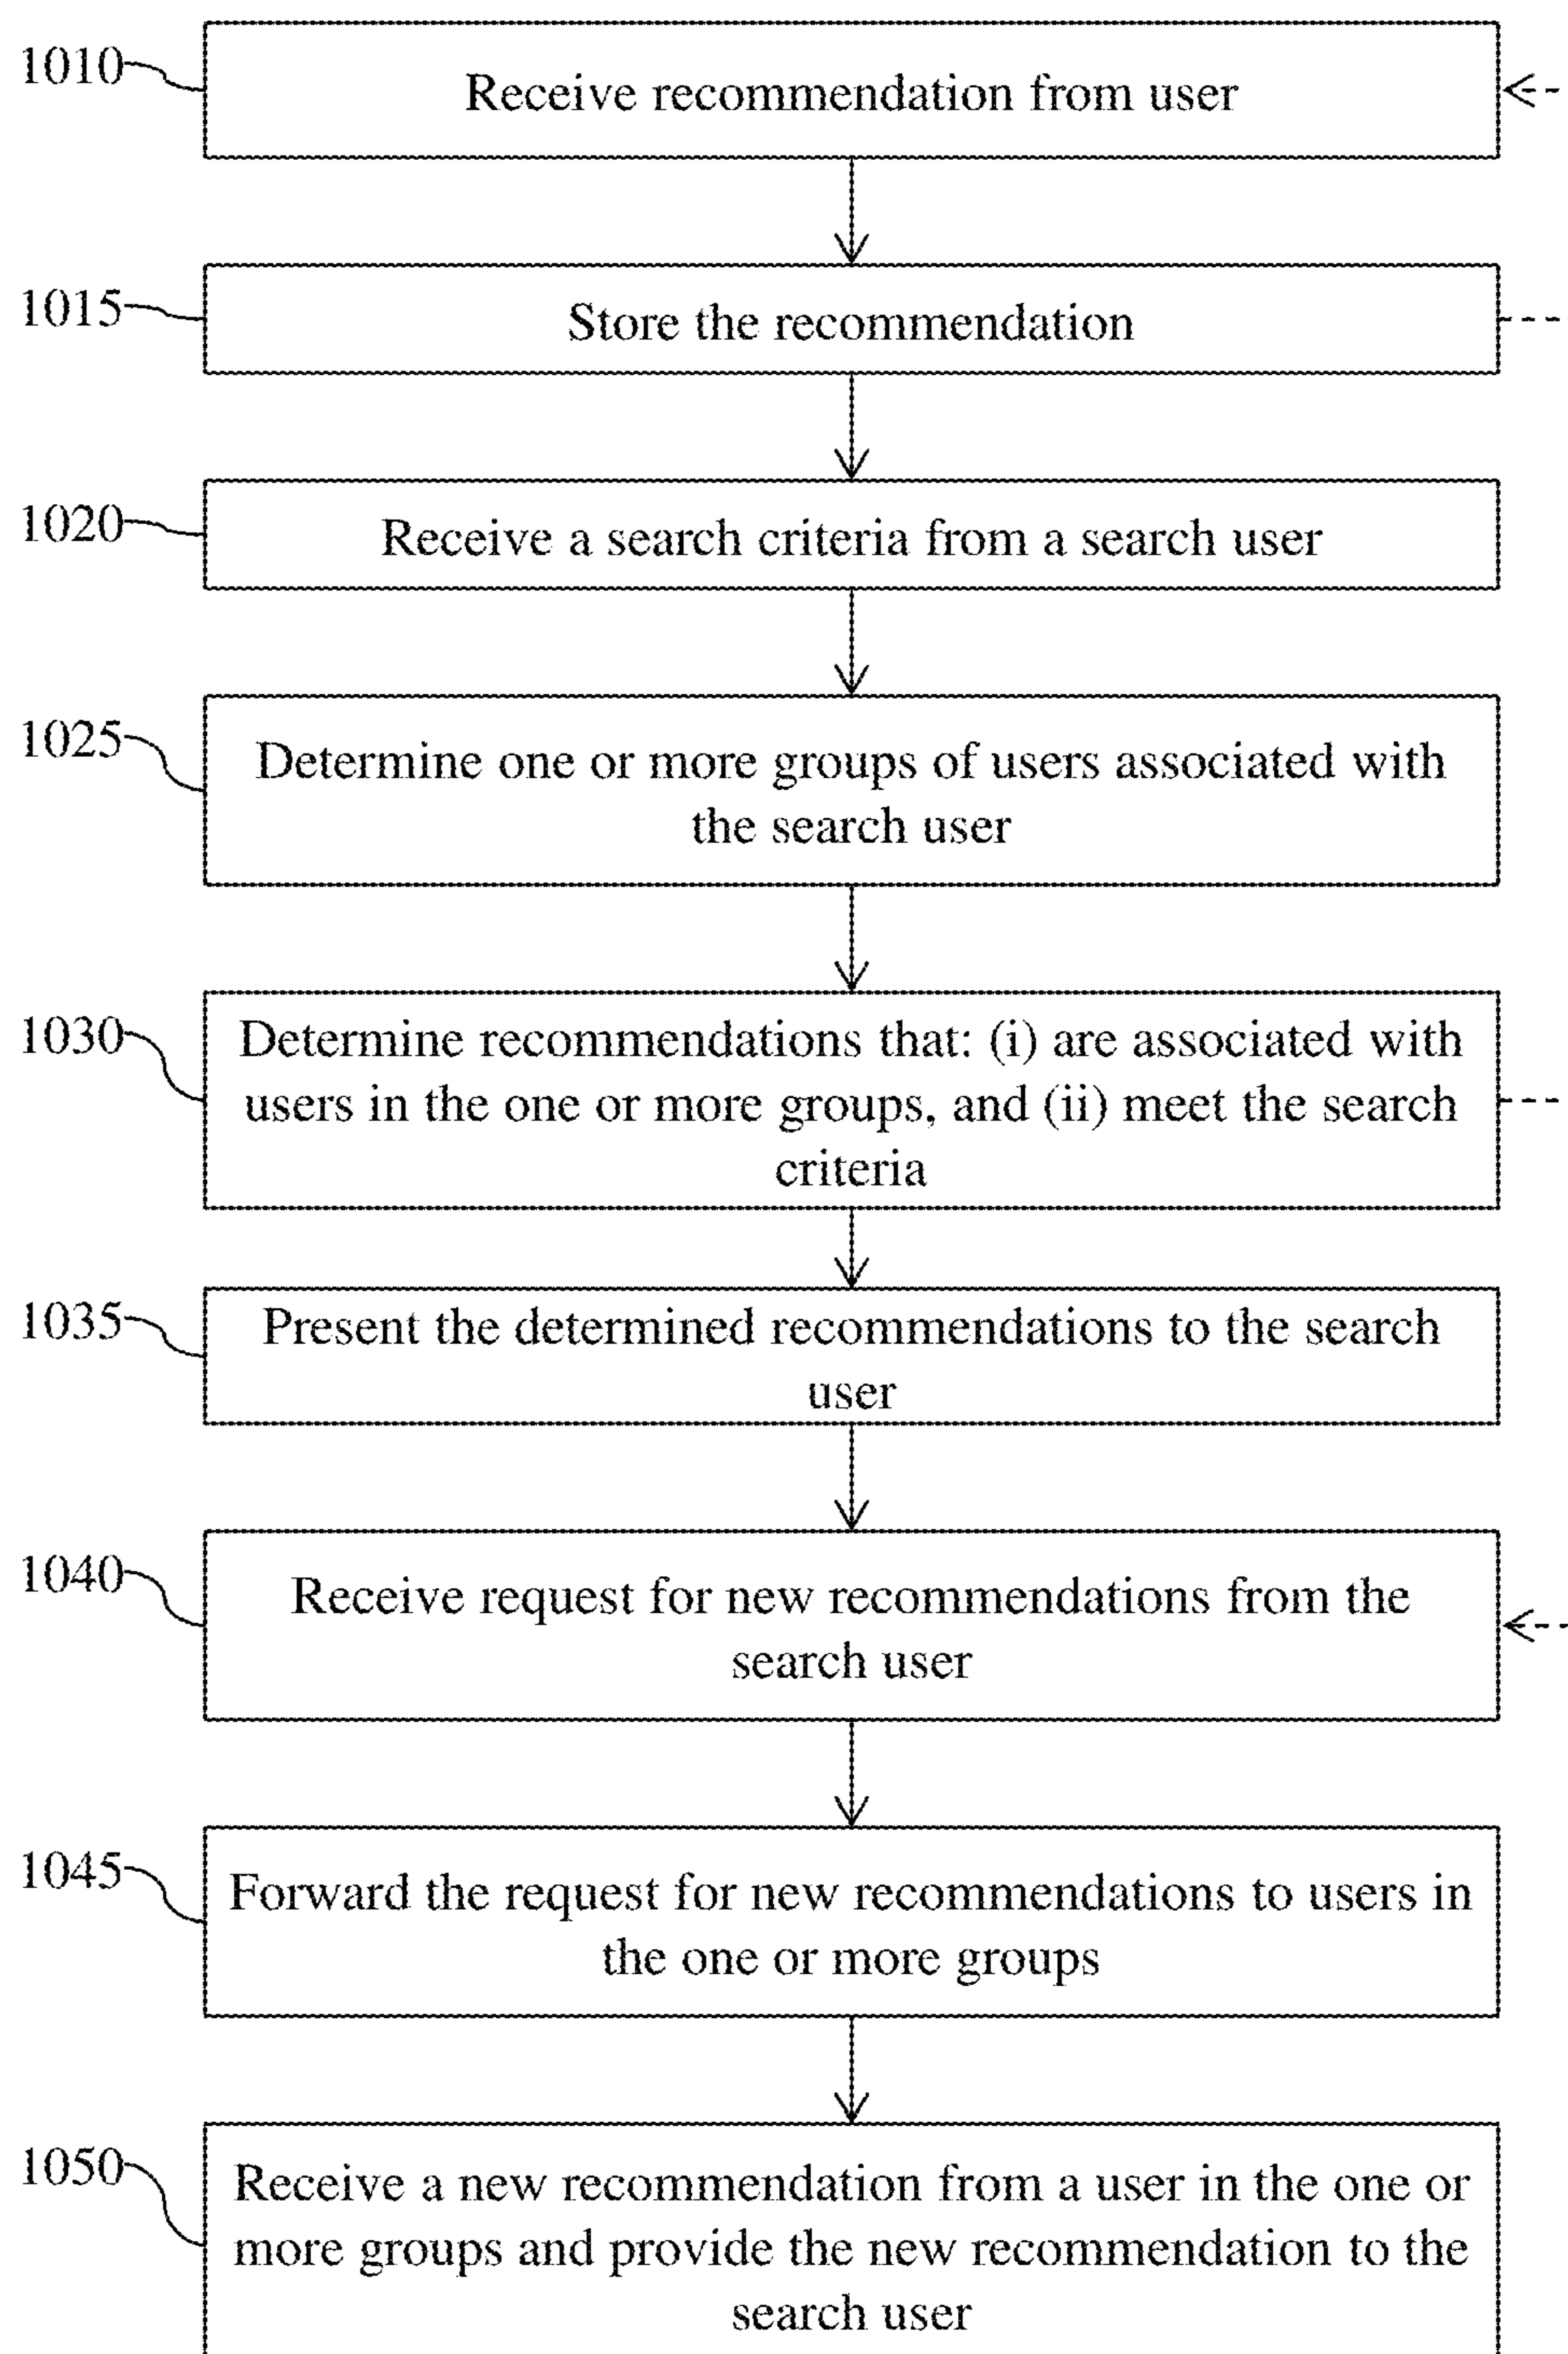 1010
Receive recommendation from user
1015
Store the recommendation
1020
Receive a search criteria from a search user
1025
Determine one or more groups of users associated with
the search user
1030
Determine recommendations that: (i) are associated with
users in the one or more groups, and (ii) meet the search
criteria
1035
Present the determined recommendations to the search
user
1040
Receive request for new recommendations from the
search user
1045
Forward the request for new recommendations to users in
the one or more groups
1050
Receive a new recommendation from a user in the one or
more groups and provide the new recommendation to the
search user